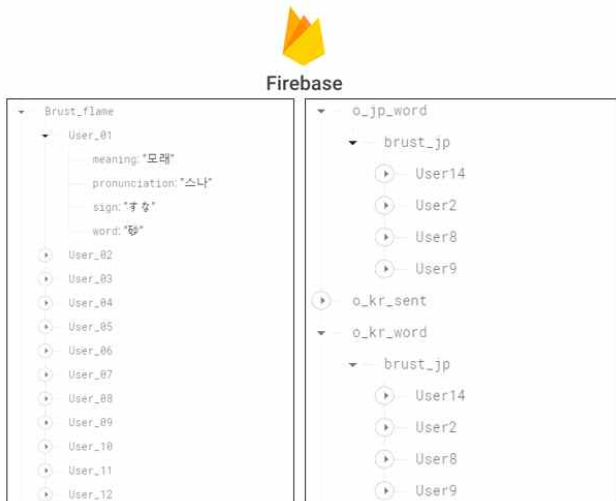 Firebase
Brust_flame
User_01
meaning: "모래"
pronunciation: "스나"
sign: "すな"
word: "砂"
User_02
User_03
User_04
User_05
User_06
User_07
User_08
User_09
User_10
User_11
User_12
o_jp_word
brust_jp
User14
User2
User8
User9
o_kr_sent
o_kr_word
brust_jp
User14
User2
User8
User9